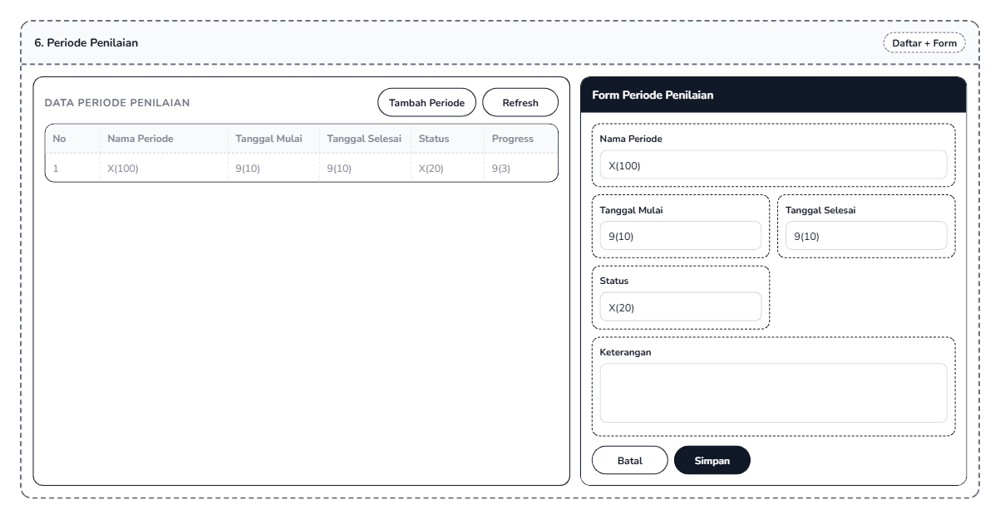 6. Periode Penilaian
Daftar + Form
DATA PERIODE PENILAIAN
Tambah Periode
Refresh
No Nama Periode Tanggal Mulai Tanggal Selesai Status Progress
1 X(100) 9(10) 9(10) X(20) 9(3)
Form Periode Penilaian
Nama Periode
X(100)
Tanggal Mulai
9(10)
Tanggal Selesai
9(10)
Status
X(20)
Keterangan
Batal
Simpan